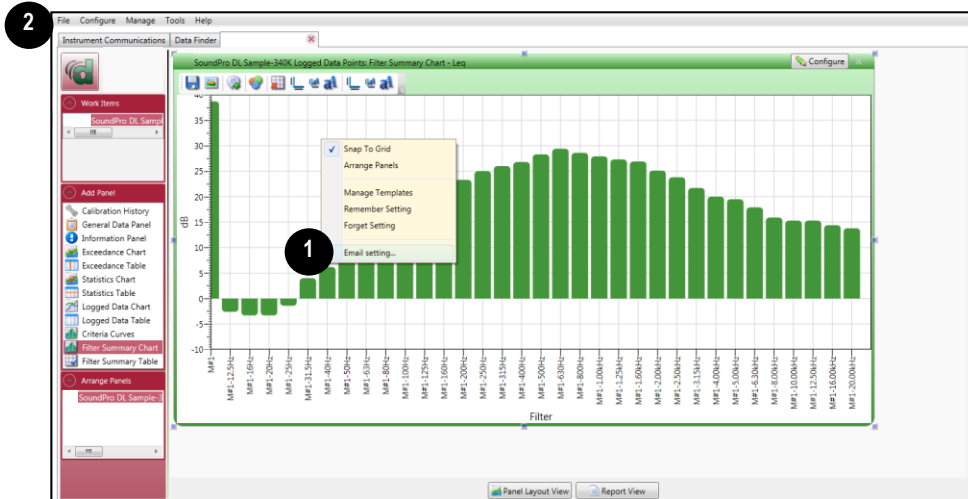 2
File Configure Manage Tools Help
Instrument Communications Data Finder
SoundPro DL Sample-340K Logged Data Points: Filter Summary Chart - Leq
Configure
Work Items
SoundPro DL Sampl
Add Panel
Calibration History
General Data Panel
Information Panel
Exceedance Chart
Exceedance Table
Statistics Chart
Statistics Table
Logged Data Chart
Logged Data Table
Criteria Curves
Filter Summary Chart
Filter Summary Table
Arrange Panels
SoundPro DL Sample-3
40
35
30
25
20
15
10
5
0
-5
-10
dB
Snap To Grid
Arrange Panels
Manage Templates
Remember Setting
Forget Setting
1
Email setting...
M#1
M#1-12.5Hz
M#1-16Hz
M#1-20Hz
M#1-25Hz
M#1-31.5Hz
M#1-40Hz
M#1-50Hz
M#1-63Hz
M#1-80Hz
M#1-100Hz
M#1-125Hz
M#1-160Hz
M#1-200Hz
M#1-250Hz
M#1-315Hz
M#1-400Hz
M#1-500Hz
M#1-630Hz
M#1-800Hz
M#1-1.00kHz
M#1-1.25kHz
M#1-1.60kHz
M#1-2.00kHz
M#1-2.50kHz
M#1-3.15kHz
M#1-4.00kHz
M#1-5.00kHz
M#1-6.30kHz
M#1-8.00kHz
M#1-10.00kHz
M#1-12.50kHz
M#1-16.00kHz
M#1-20.00kHz
Filter
Panel Layout View
Report View